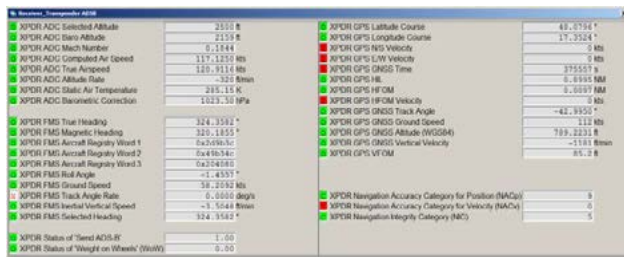 Receiver_Transponder ADSB
XPDR ADC Selected Altitude 2500 ft
XPDR ADC Baro Altitude 2159 ft
XPDR ADC Mech Number 0.1844
XPDR ADC Computed Air Speed 117.1250 kts
XPDR ADC True Airspeed 120.9114 kts
XPDR ADC Altitude Rate -320 ft/min
XPDR ADC Static Air Temperature 285.15 K
XPDR ADC Barometric Correction 1023.50 hPa
XPDR FMS True Heading 324.3582 °
XPDR FMS Magnetic Heading 320.1855 °
XPDR FMS Aircraft Registry Word 1
XPDR FMS Aircraft Registry Word 2
XPDR FMS Aircraft Registry Word 3 0x204080
XPDR FMS Roll Angle -1.4557 °
XPDR FMS Ground Speed 58.2092 kts
XPDR FMS Track Angle Rate 0.0000 deg/s
XPDR FMS Inertial Vertical Speed -3.5044 ft/min
XPDR FMS Selected Heading 324.3582 °
XPDR Status of 'Send ADS-B' 1.00
XPDR Status of 'Weight on Wheels' (WoW) 0.00
XPDR GPS Latitude Course 48.0796 °
XPDR GPS Longitude Course 17.3524 °
XPDR GPS N/S Velocity 0 kts
XPDR GPS E/W Velocity 0 kts
XPDR GPS GNSS Time 375557 s
XPDR GPS HIL 0.0995 NM
XPDR GPS HFOM 0.0097 NM
XPDR GPS HFOM Velocity 0 kts
XPDR GPS GNSS Track Angle -42.9950 °
XPDR GPS GNSS Ground Speed 112 kts
XPDR GPS GNSS Altitude (WGS84) 789.2231 ft
XPDR GPS GNSS Vertical Velocity -1181 ft/min
XPDR GPS VFOM 85.2 ft
XPDR Navigation Accuracy Category for Position (NACp) 9
XPDR Navigation Accuracy Category for Velocity (NACv) 0
XPDR Navigation Integrity Category (NIC) 5